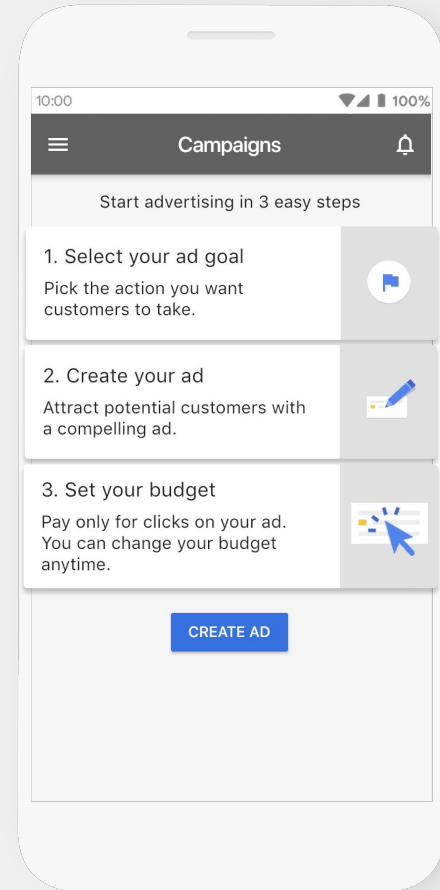 10:00 100%
Campaigns
Start advertising in 3 easy steps
1. Select your ad goal
Pick the action you want
customers to take.
2. Create your ad
Attract potential customers with
a compelling ad.
3. Set your budget
Pay only for clicks on your ad.
You can change your budget
anytime.
CREATE AD